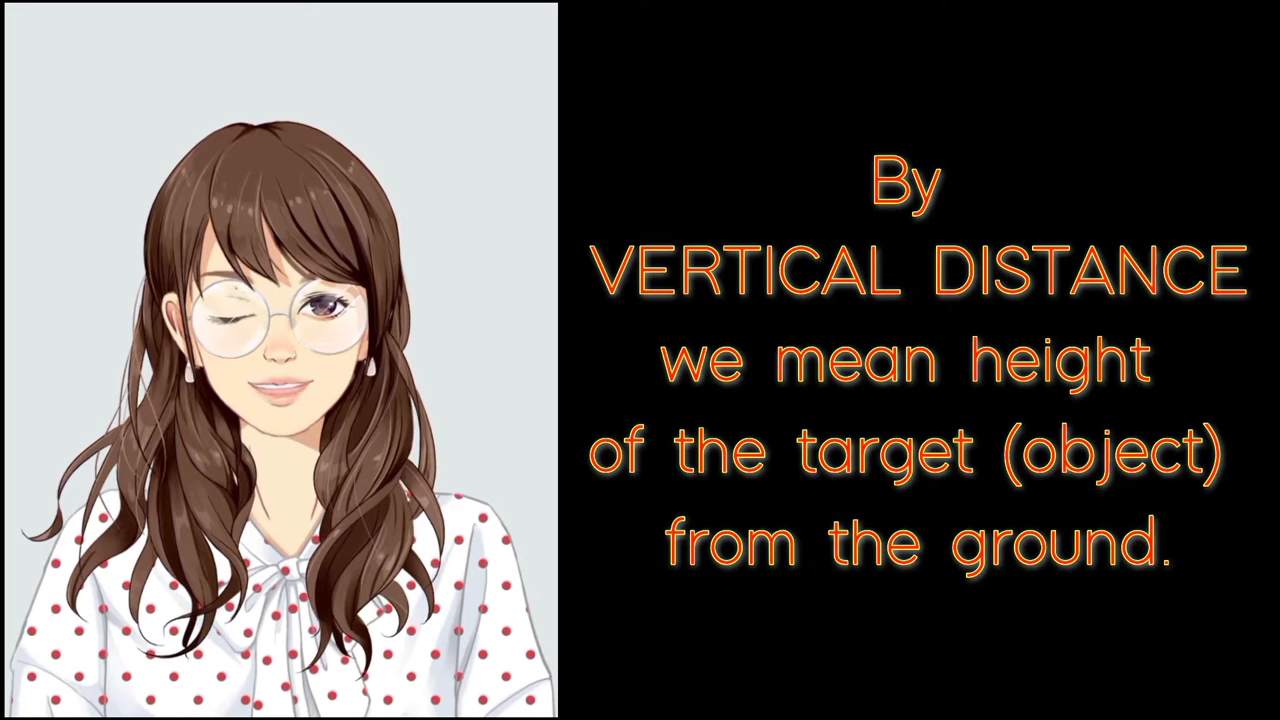 By
VERTICAL DISTANCE
we mean height
of the target (object)
from the ground.